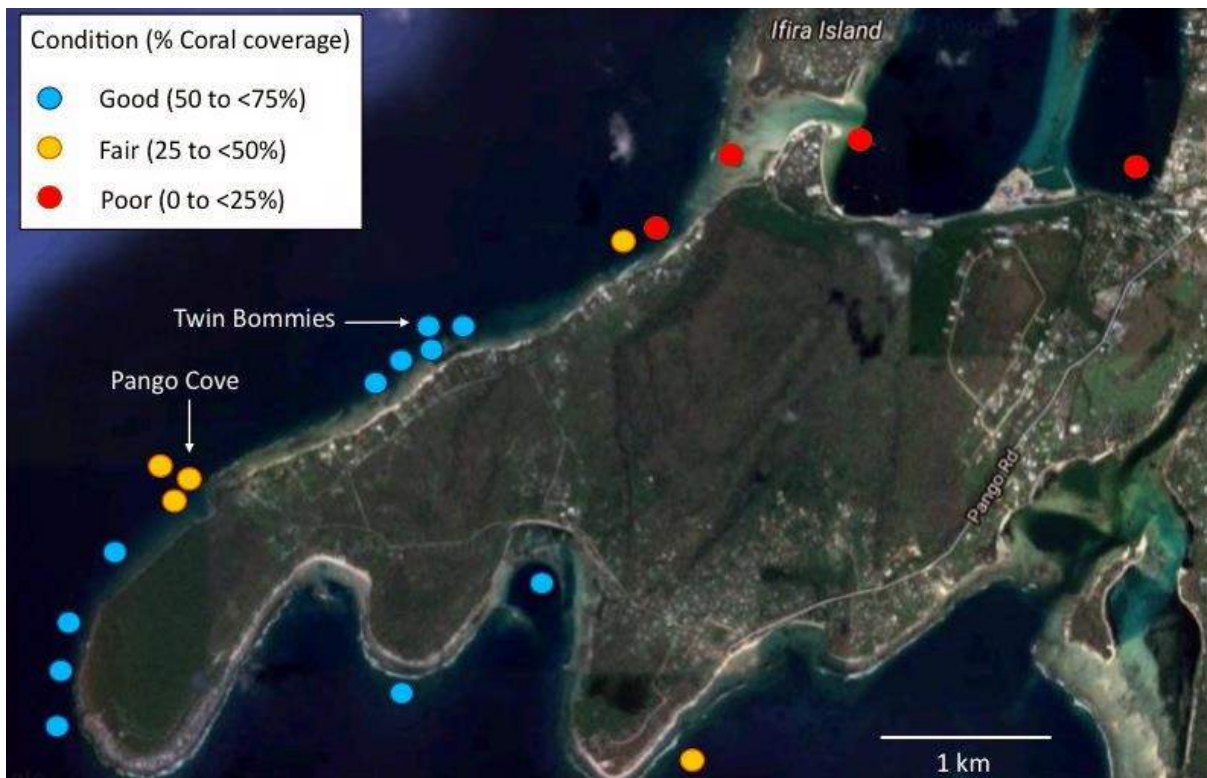 Condition (% Coral coverage)
Good (50 to <75%)
Fair (25 to <50%)
Poor (0 to <25%)
Ifira Island
Twin Bommies
Pango Cove
Pango Rd
1 km